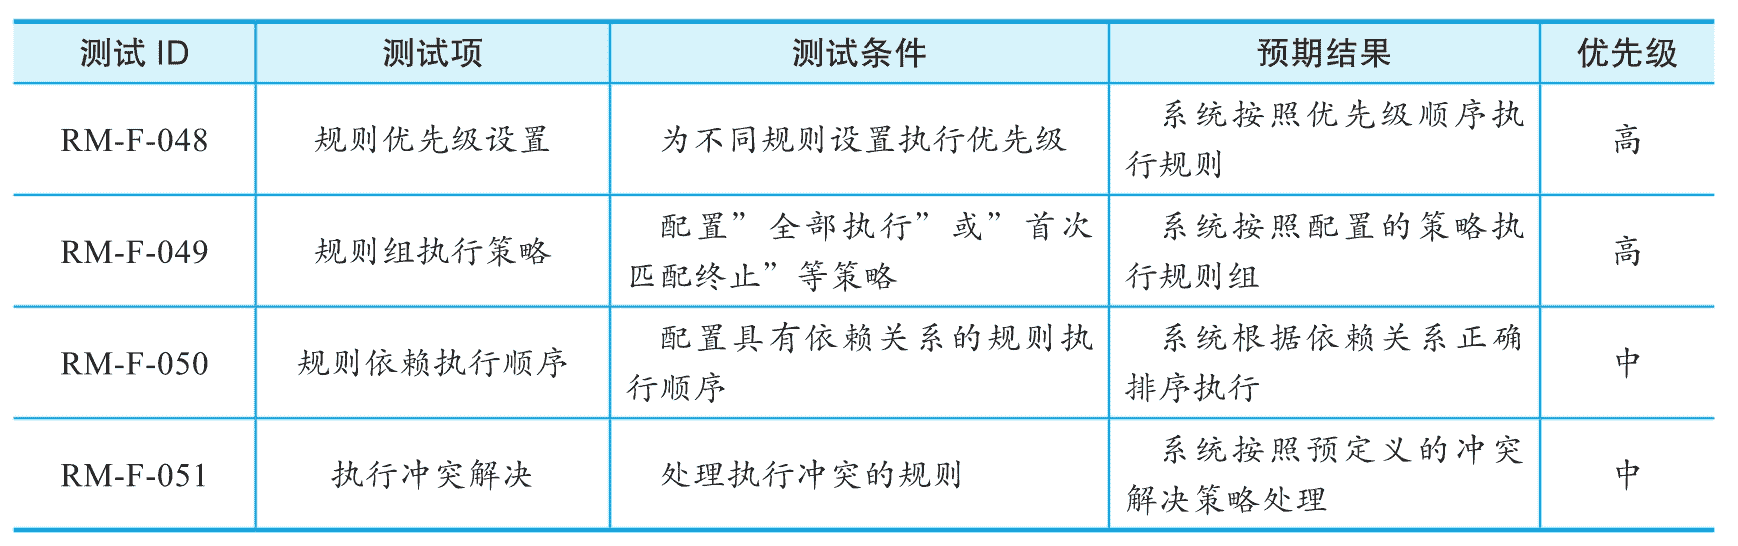 测试 ID 测试项 测试条件 预期结果 优先级
RM-F-048 规则优先级设置 为不同规则设置执行优先级 系统按照优先级顺序执
行规则 高
RM-F-049 规则组执行策略 配置”全部执行”或”首次
匹配终止”等策略 系统按照配置的策略执
行规则组 高
RM-F-050 规则依赖执行顺序 配置具有依赖关系的规则执
行顺序 系统根据依赖关系正确
排序执行 中
RM-F-051 执行冲突解决 处理执行冲突的规则 系统按照预定义的冲突
解决策略处理 中